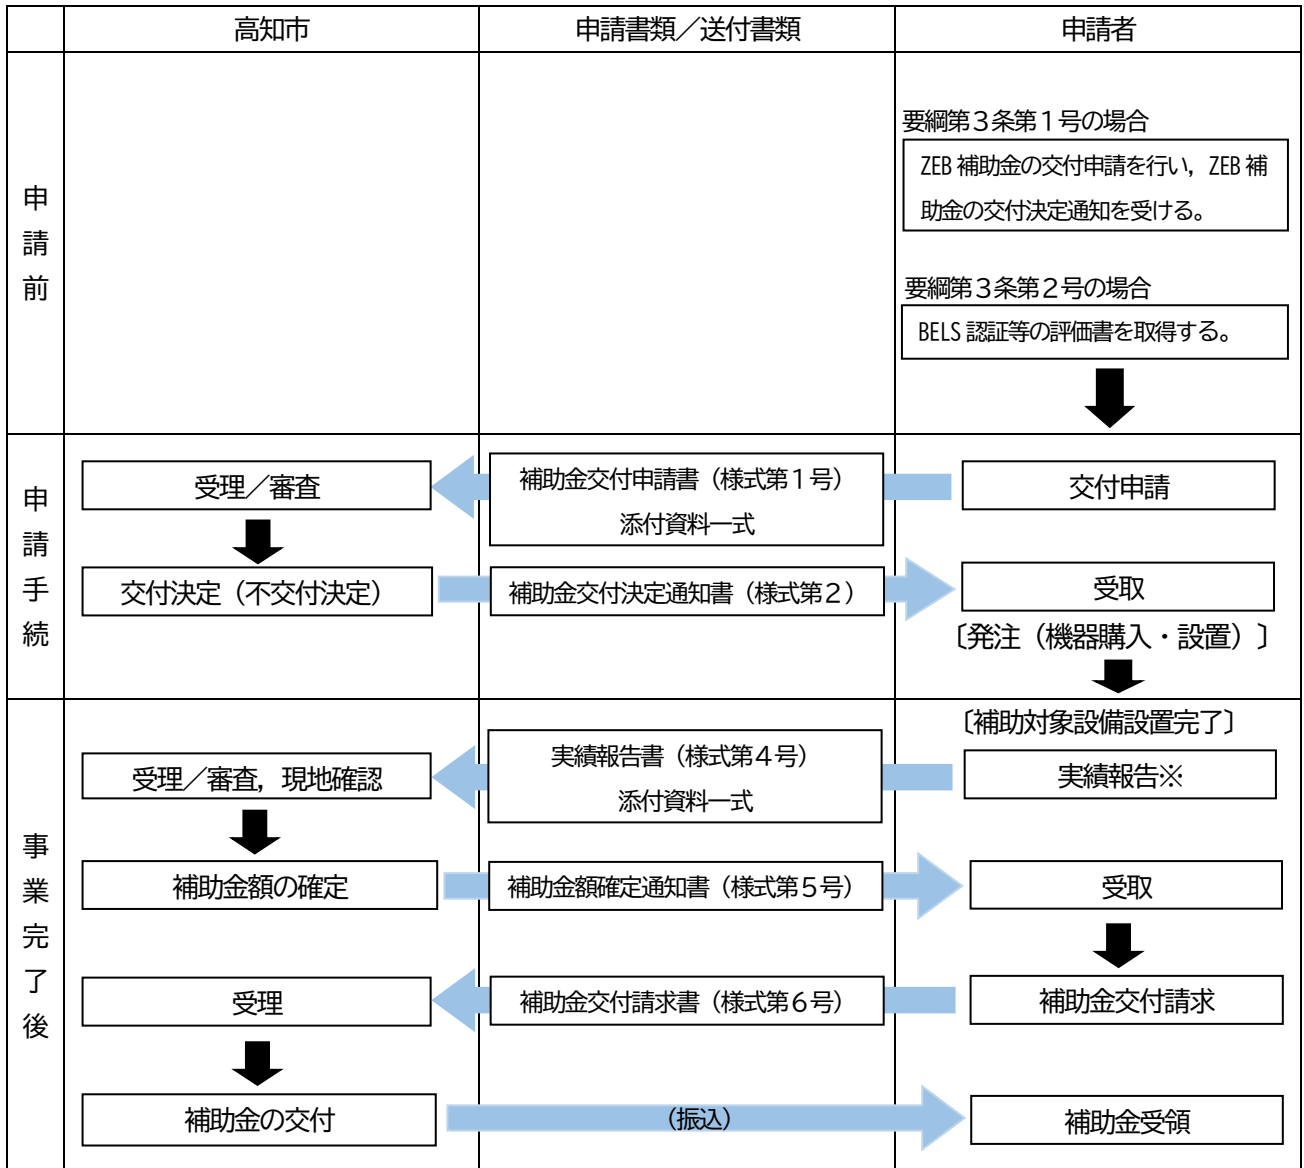 高知市
申請書類／送付書類
申請者
申請前
要綱第３条第１号の場合
ZEB 補助金の交付申請を行い，ZEB 補
助金の交付決定通知を受ける。
要綱第３条第２号の場合
BELS 認証等の評価書を取得する。
申請手続
受理／審査
補助金交付申請書（様式第１号）
添付資料一式
交付申請
交付決定（不交付決定）
補助金交付決定通知書（様式第２）
受取
〔発注（機器購入・設置）〕
事業完了後
〔補助対象設備設置完了〕
受理／審査，現地確認
実績報告書（様式第４号）
添付資料一式
実績報告※
補助金額の確定
補助金額確定通知書（様式第５号）
受取
受理
補助金交付請求書（様式第６号）
補助金交付請求
補助金の交付
（振込）
補助金受領